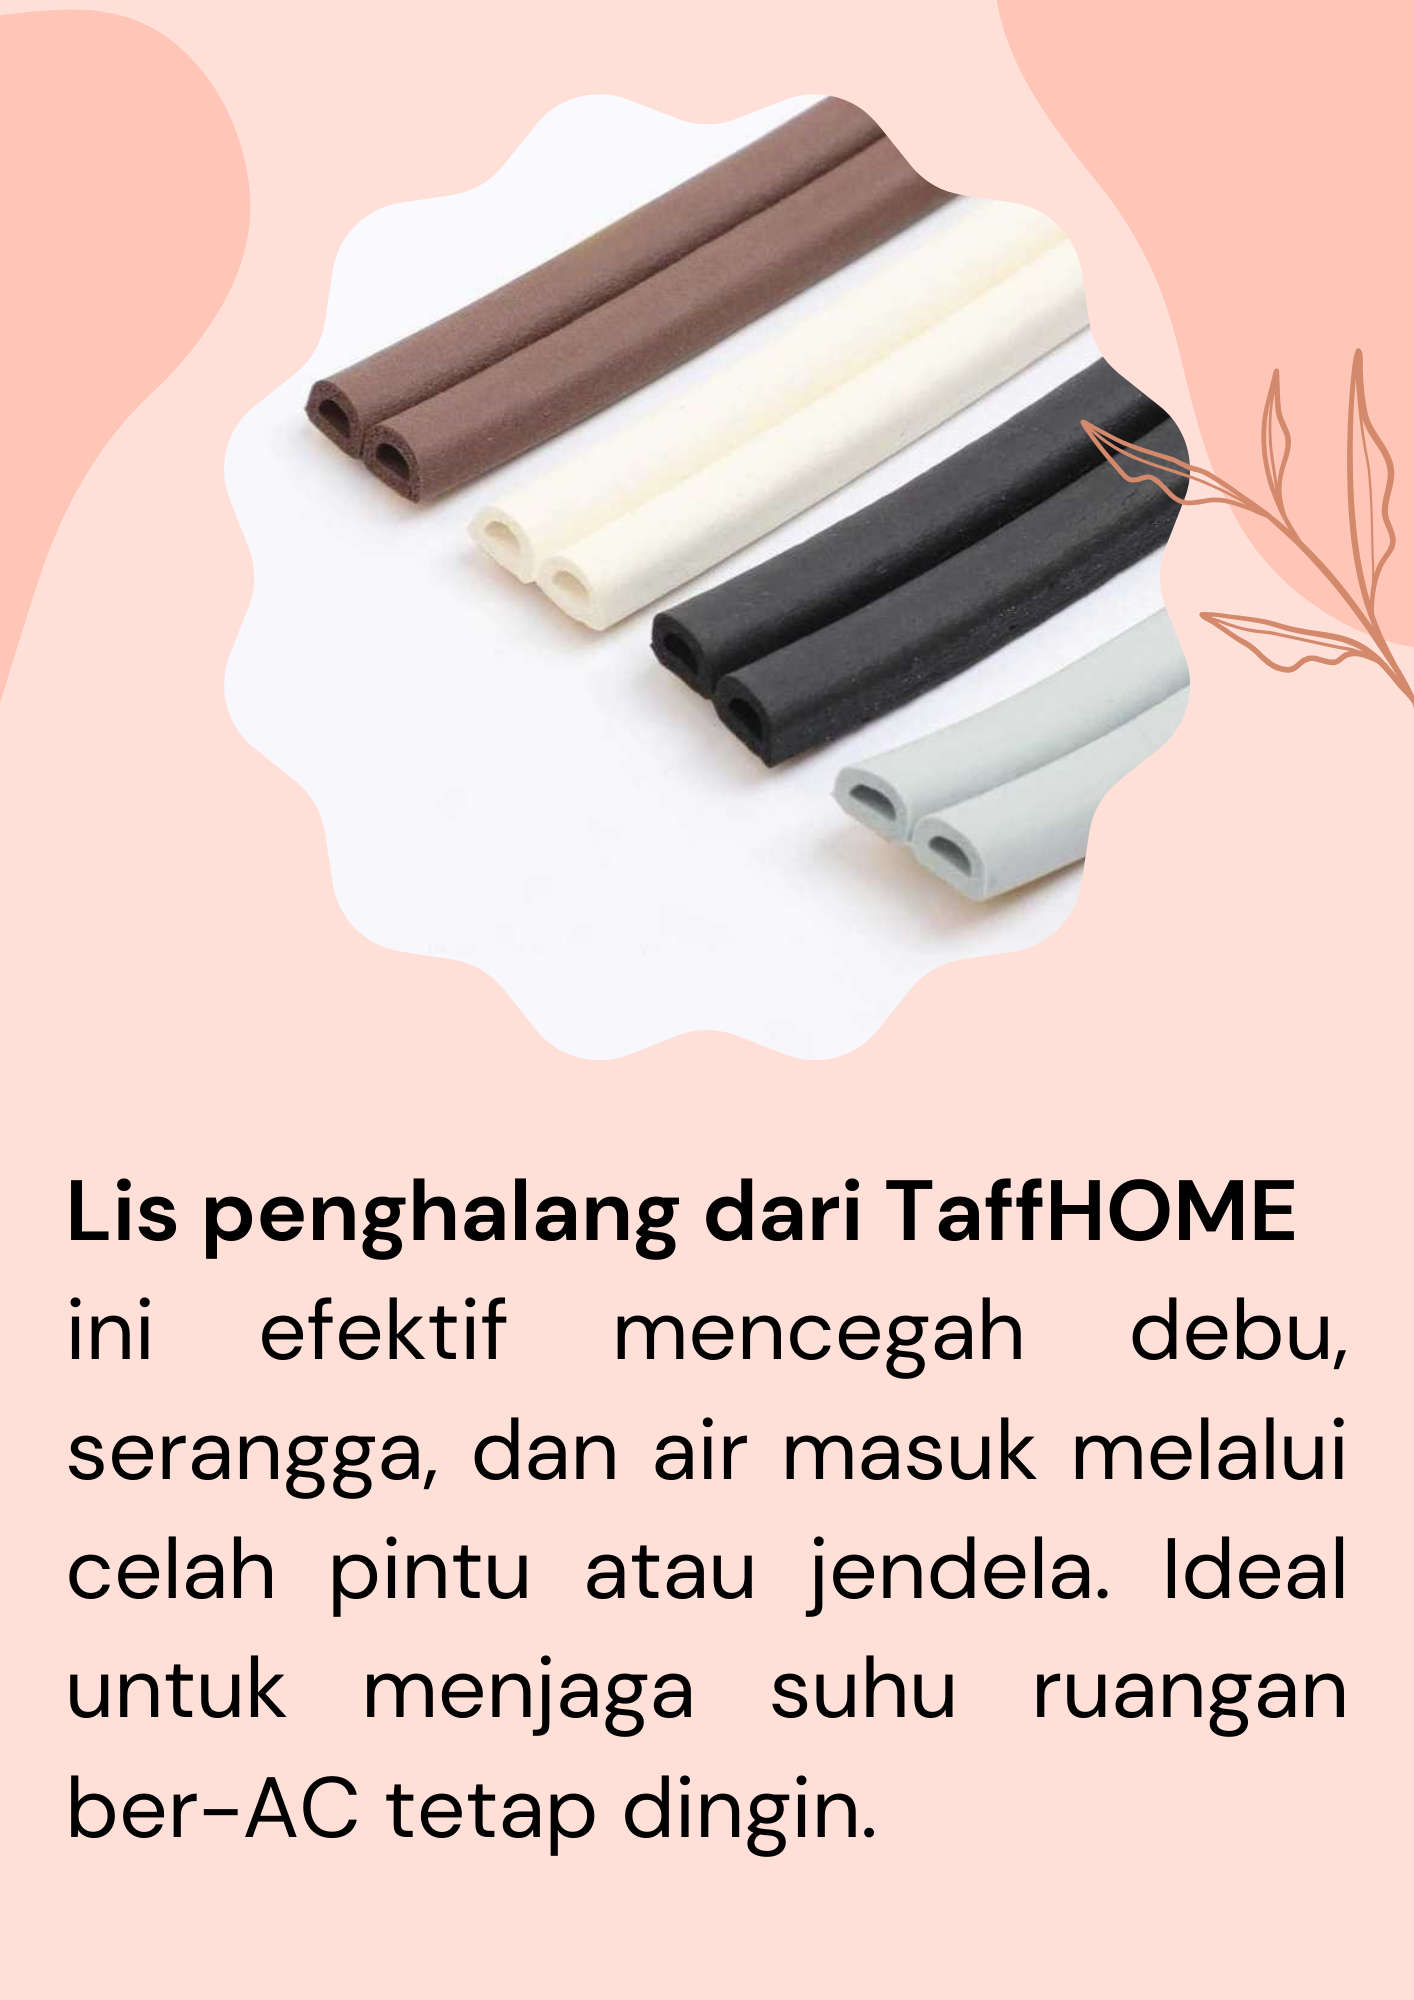 Lis penghalang dari TaffHOME
ini efektif mencegah debu,
serangga, dan air masuk melalui
celah pintu atau jendela. Ideal
untuk menjaga suhu ruangan
ber-AC tetap dingin.